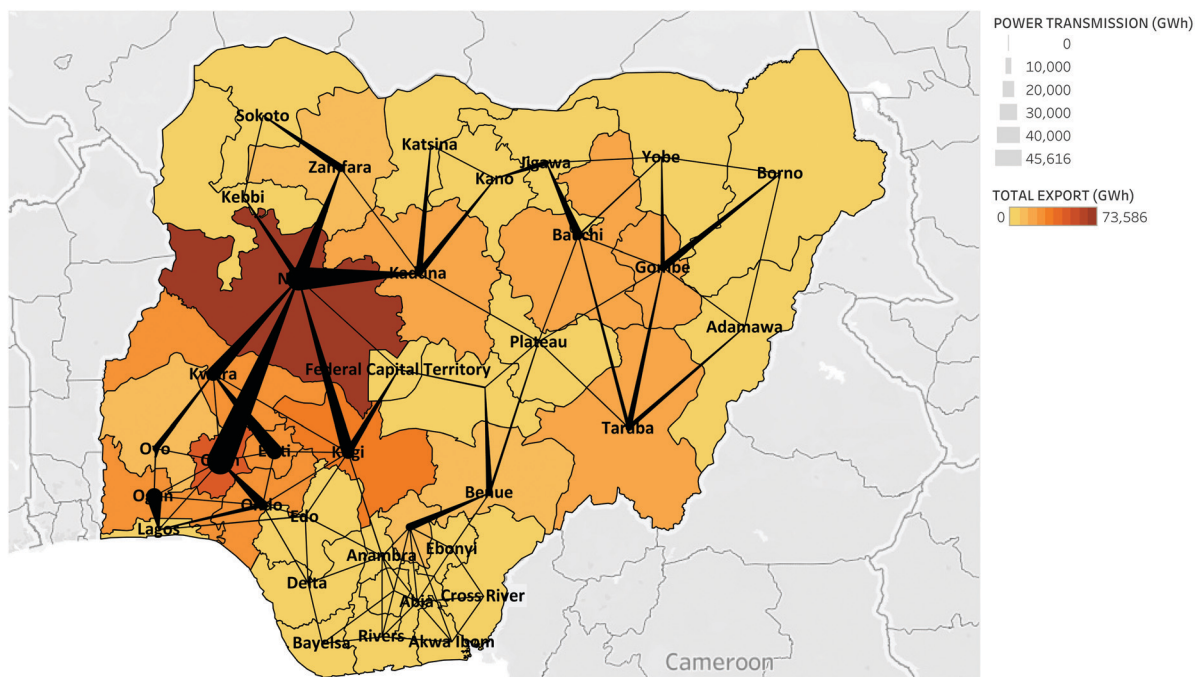 POWER TRANSMISSION (GWh)
0
10,000
20,000
30,000
40,000
45,616
TOTAL EXPORT (GWh)
0 73,586
Sokoto
Katsina
Zamfara
Jigawa
Yobe
Kano
Borno
Kebbi
Bauchi
Gombe
Kaduna
Adamawa
Plateau
Federal Capital Territory
Kwara
Taraba
Oyo
Ekiti
Kogi
Ogun
Ondo
Benue
Edo
Lagos
Anambra
Ebonyi
Delta
Abia
Cross River
Bayelsa
Rivers
Akwa Ibom
Cameroon